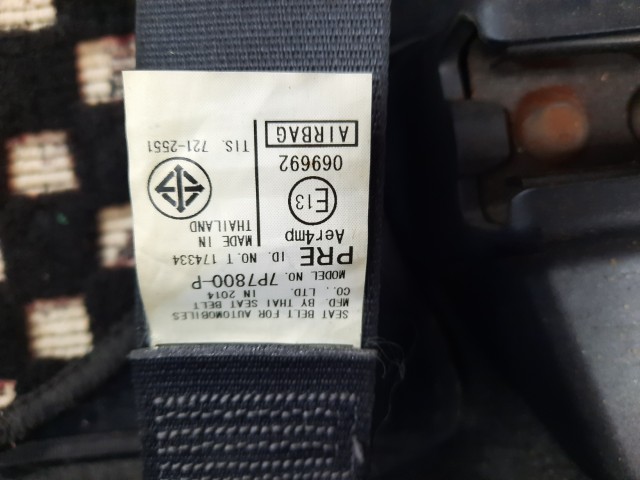 SEAT BELT FOR AUTOMOBILES
MFD. BY THAI SEAT BELT
CO., LTD. IN 2014
MODEL NO. 7P7800-P
PRE ID. NO. T 174334
Aer4mp
MADE IN
THAILAND
E13
069692
TIS. 721-2551
AIRBAG